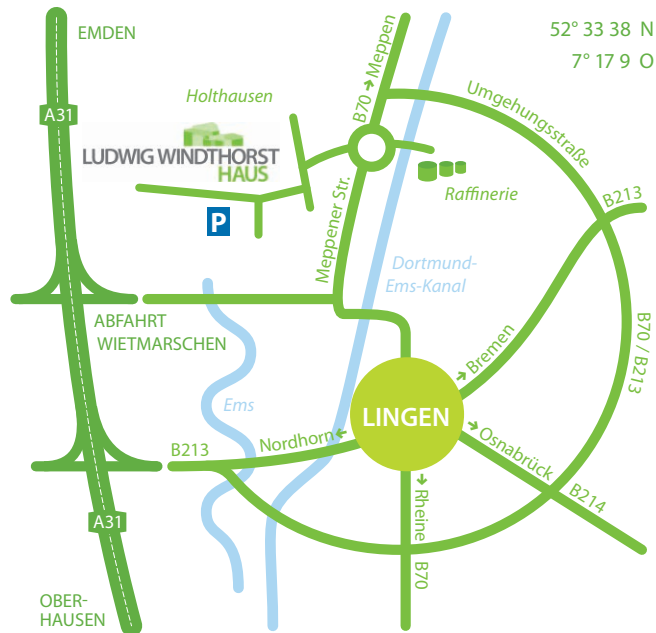 EMDEN
52° 33 38 N
7° 17 9 O
A31
Holthausen
B70 → Meppen
Umgehungsstraße
LUDWIG WINDTHORST
HAUS
Raffinerie
B213
P
Meppener Str.
Dortmund-
Ems-Kanal
ABFAHRT
WIETMARSCHEN
B70 / B213
→ Bremen
Ems
LINGEN
B213
Nordhorn ←
→ Osnabrück
B214
→ Rheine
B70
A31
OBER-
HAUSEN